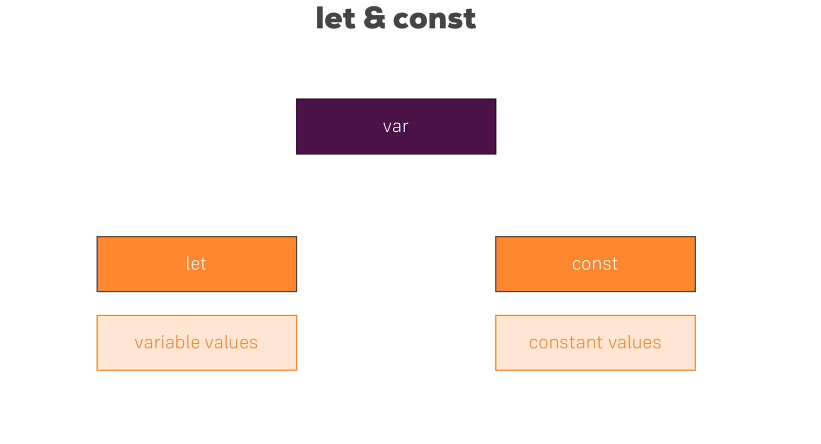 let & const
var
let
const
variable values
constant values